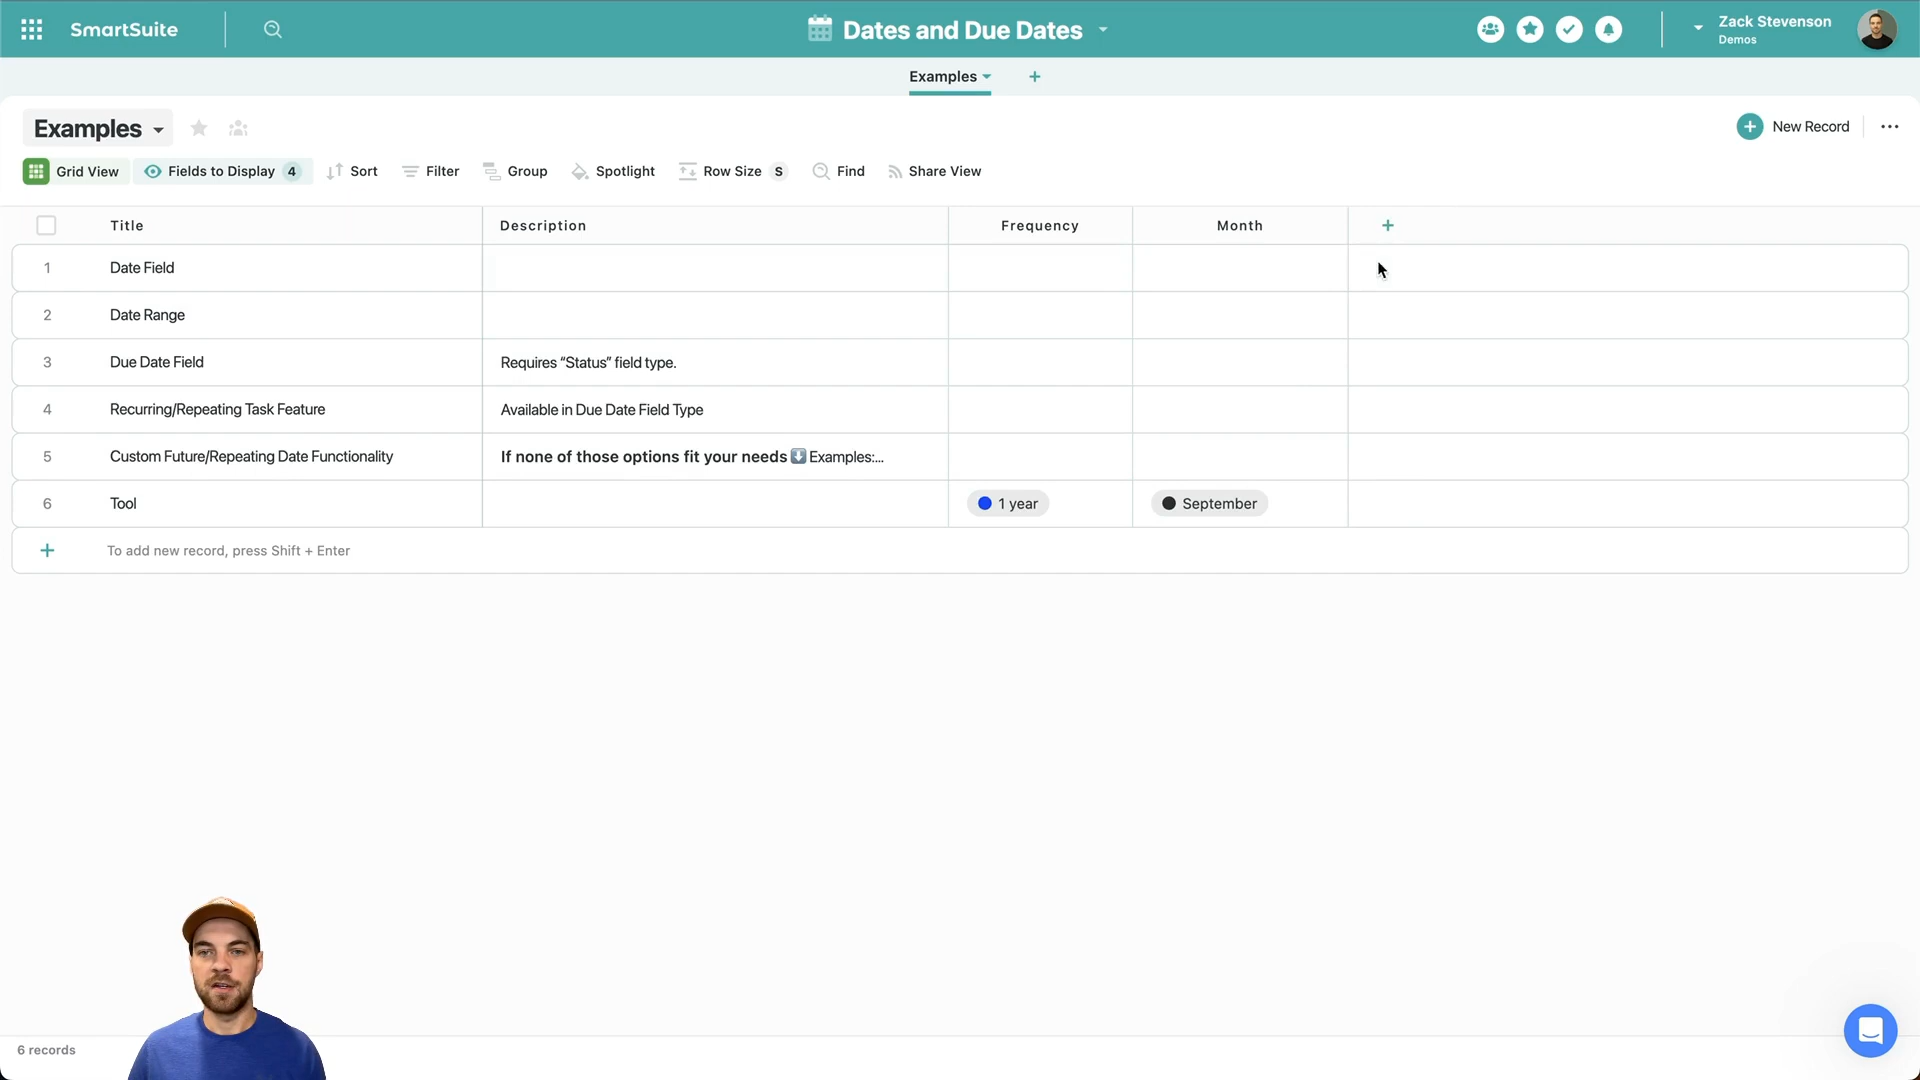 SmartSuite
Dates and Due Dates
Zack Stevenson
Demos
Examples
Examples
New Record
Grid View
Fields to Display 4
Sort
Filter
Group
Spotlight
Row Size S
Find
Share View
Title Description Frequency Month
1 Date Field
2 Date Range
3 Due Date Field Requires “Status” field type.
4 Recurring/Repeating Task Feature Available in Due Date Field Type
5 Custom Future/Repeating Date Functionality If none of those options fit your needs ⬇️ Examples:...
6 Tool 1 year September
+ To add new record, press Shift + Enter
6 records